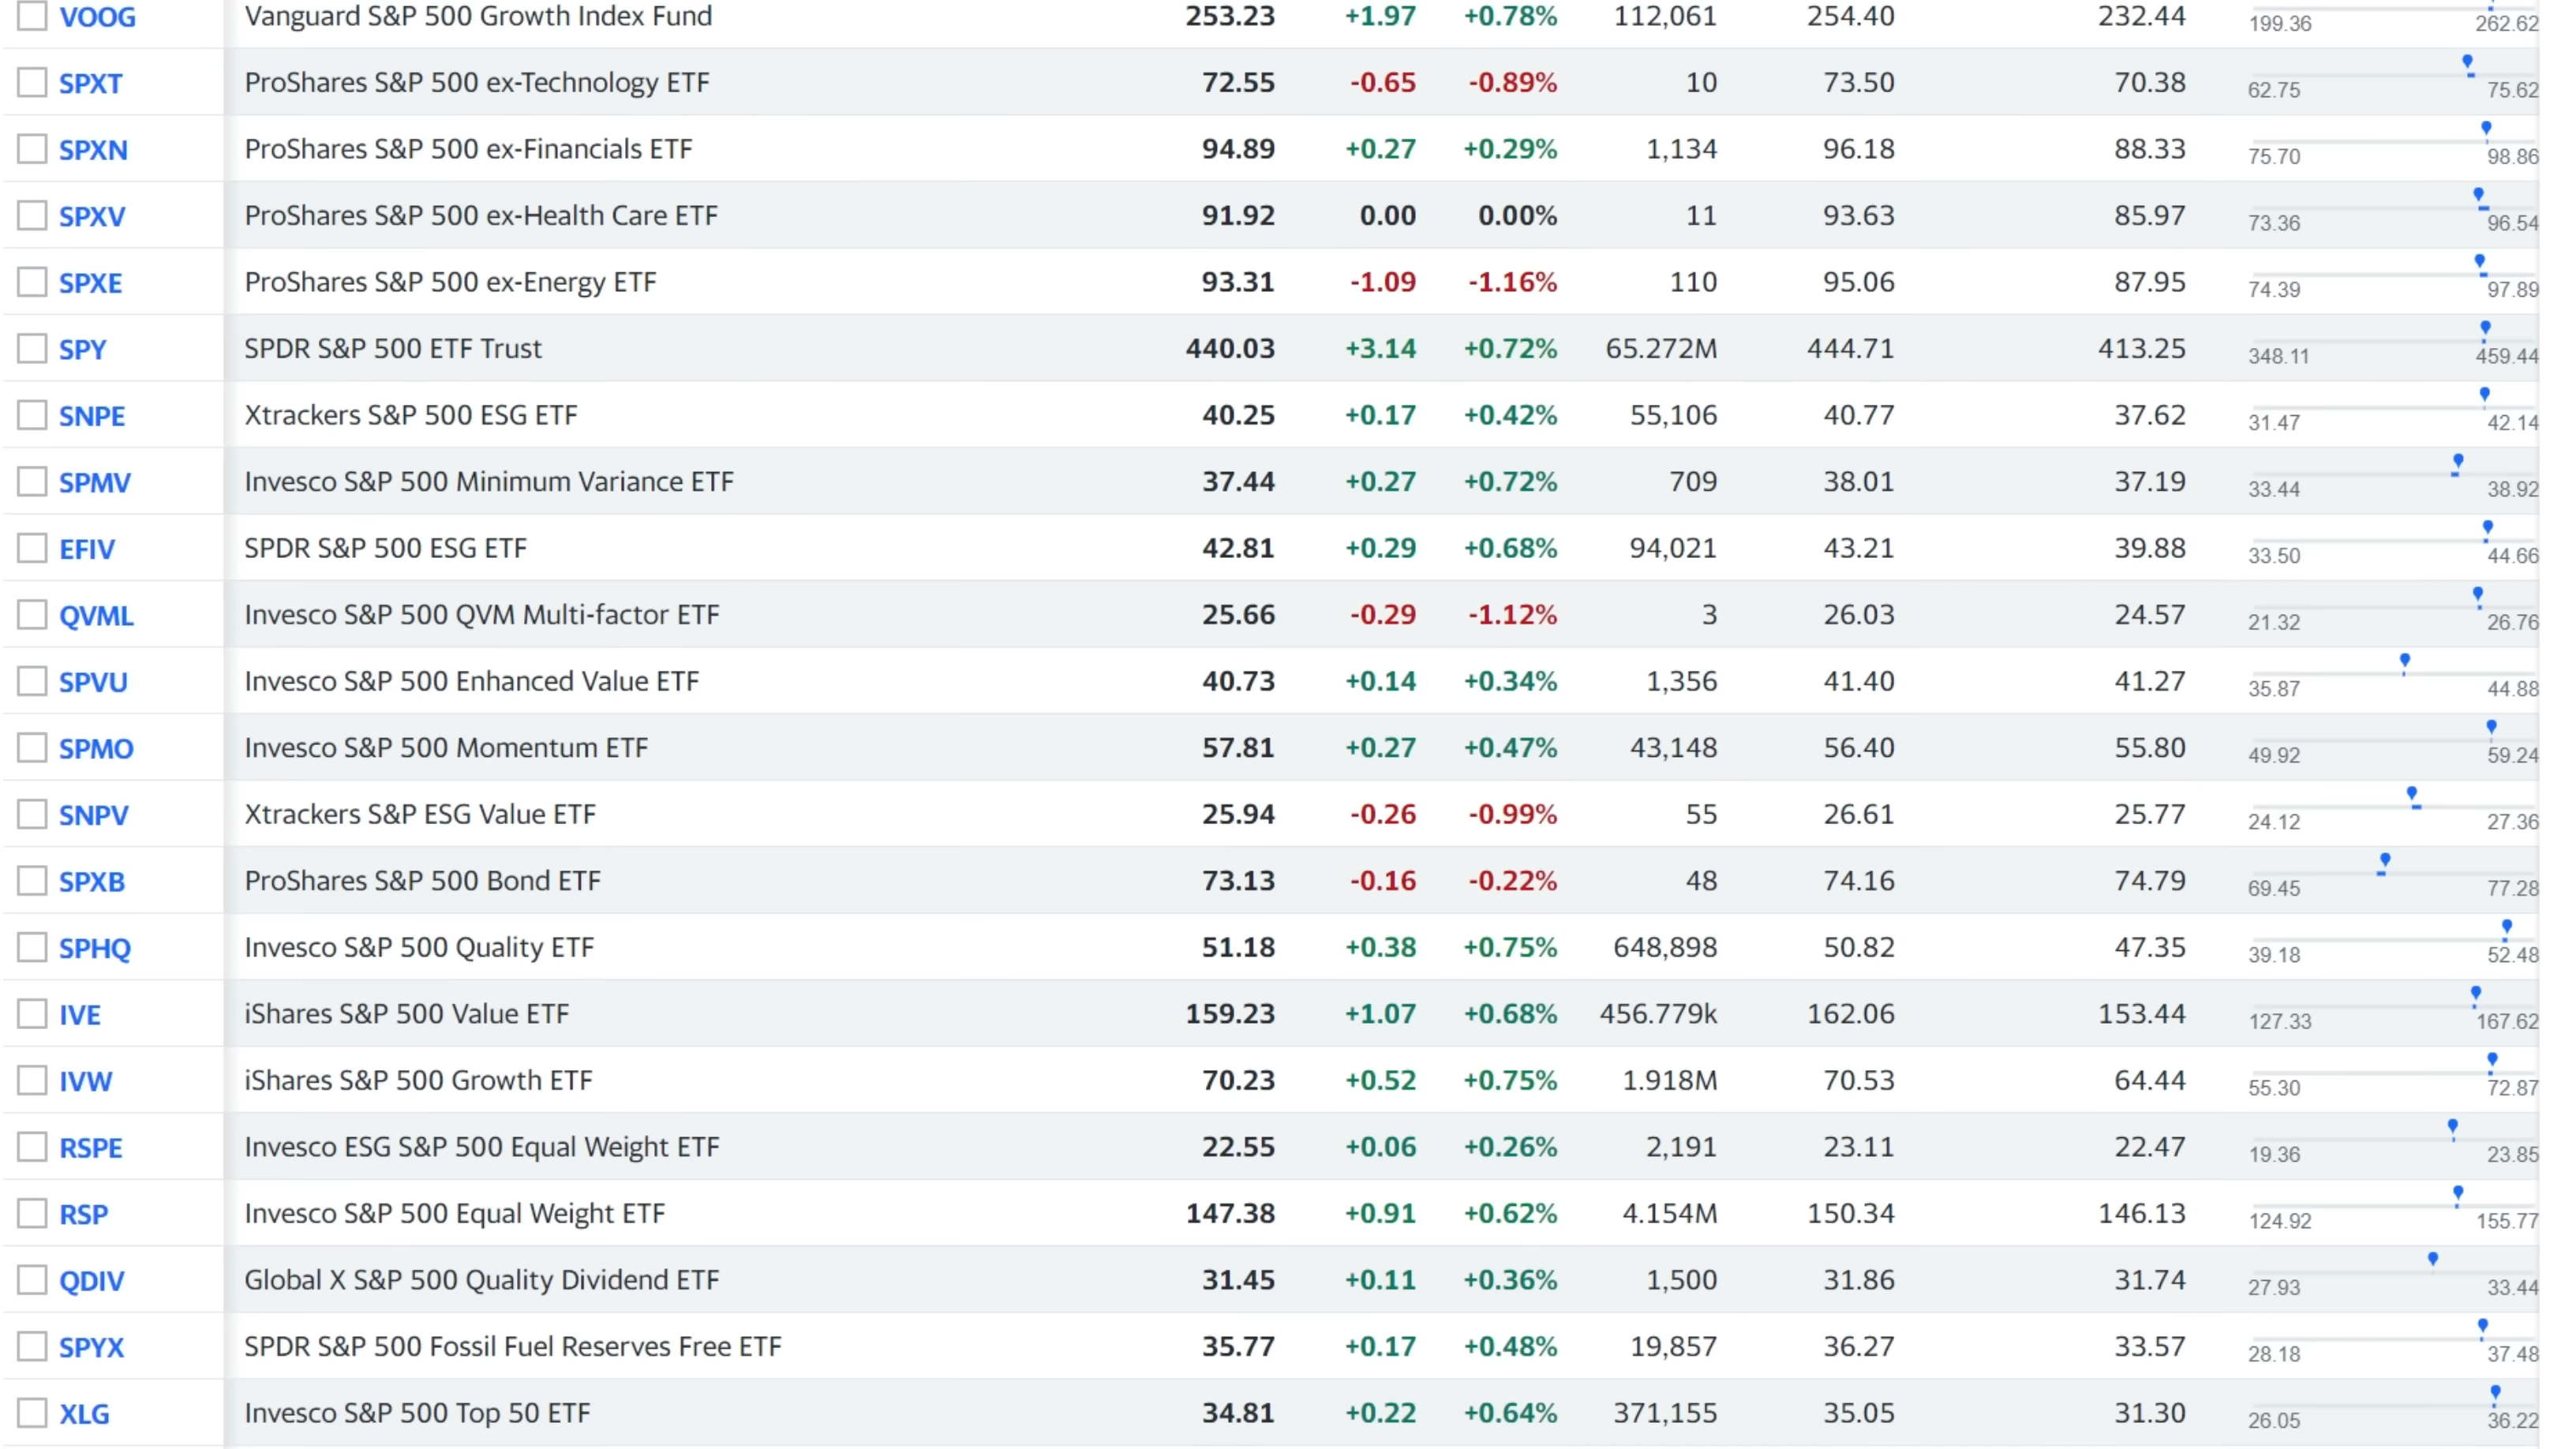 VOOG Vanguard S&P 500 Growth Index Fund 253.23 +1.97 +0.78% 112,061 254.40 232.44 199.36 262.62
SPXT ProShares S&P 500 ex-Technology ETF 72.55 -0.65 -0.89% 10 73.50 70.38 62.75 75.62
SPXN ProShares S&P 500 ex-Financials ETF 94.89 +0.27 +0.29% 1,134 96.18 88.33 75.70 98.86
SPXV ProShares S&P 500 ex-Health Care ETF 91.92 0.00 0.00% 11 93.63 85.97 73.36 96.54
SPXE ProShares S&P 500 ex-Energy ETF 93.31 -1.09 -1.16% 110 95.06 87.95 74.39 97.89
SPY SPDR S&P 500 ETF Trust 440.03 +3.14 +0.72% 65.272M 444.71 413.25 348.11 459.44
SNPE Xtrackers S&P 500 ESG ETF 40.25 +0.17 +0.42% 55,106 40.77 37.62 31.47 42.14
SPMV Invesco S&P 500 Minimum Variance ETF 37.44 +0.27 +0.72% 709 38.01 37.19 33.44 38.92
EFIV SPDR S&P 500 ESG ETF 42.81 +0.29 +0.68% 94,021 43.21 39.88 33.50 44.66
QVML Invesco S&P 500 QVM Multi-factor ETF 25.66 -0.29 -1.12% 3 26.03 24.57 21.32 26.76
SPVU Invesco S&P 500 Enhanced Value ETF 40.73 +0.14 +0.34% 1,356 41.40 41.27 35.87 44.88
SPMO Invesco S&P 500 Momentum ETF 57.81 +0.27 +0.47% 43,148 56.40 55.80 49.92 59.24
SNPV Xtrackers S&P ESG Value ETF 25.94 -0.26 -0.99% 55 26.61 25.77 24.12 27.36
SPXB ProShares S&P 500 Bond ETF 73.13 -0.16 -0.22% 48 74.16 74.79 69.45 77.28
SPHQ Invesco S&P 500 Quality ETF 51.18 +0.38 +0.75% 648,898 50.82 47.35 39.18 52.48
IVE iShares S&P 500 Value ETF 159.23 +1.07 +0.68% 456.779k 162.06 153.44 127.33 167.62
IVW iShares S&P 500 Growth ETF 70.23 +0.52 +0.75% 1.918M 70.53 64.44 55.30 72.87
RSPE Invesco ESG S&P 500 Equal Weight ETF 22.55 +0.06 +0.26% 2,191 23.11 22.47 19.36 23.85
RSP Invesco S&P 500 Equal Weight ETF 147.38 +0.91 +0.62% 4.154M 150.34 146.13 124.92 155.77
QDIV Global X S&P 500 Quality Dividend ETF 31.45 +0.11 +0.36% 1,500 31.86 31.74 27.93 33.44
SPYX SPDR S&P 500 Fossil Fuel Reserves Free ETF 35.77 +0.17 +0.48% 19,857 36.27 33.57 28.18 37.48
XLG Invesco S&P 500 Top 50 ETF 34.81 +0.22 +0.64% 371,155 35.05 31.30 26.05 36.22